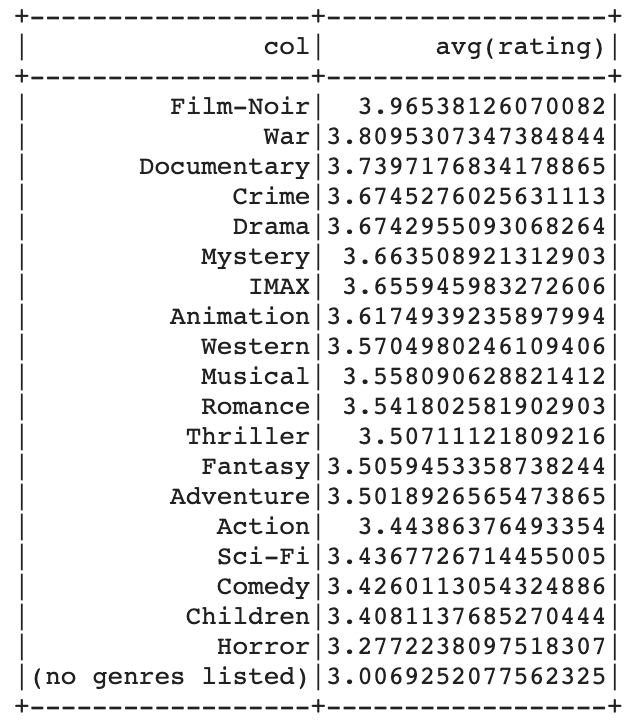 +-------------------+------------------+
|                col|       avg(rating)|
+-------------------+------------------+
|          Film-Noir|  3.96538126070082|
|                War|3.8095307347384844|
|        Documentary|3.7397176834178865|
|              Crime|3.6745276025631113|
|              Drama|3.6742955093068264|
|            Mystery| 3.663508921312903|
|               IMAX| 3.655945983272606|
|          Animation|3.6174939235897994|
|            Western|3.5704980246109406|
|            Musical| 3.558090628821412|
|            Romance| 3.541802581902903|
|           Thriller|  3.50711121809216|
|            Fantasy|3.5059453358738244|
|          Adventure|3.5018926565473865|
|             Action|  3.44386376493354|
|             Sci-Fi|3.4367726714455005|
|             Comedy|3.4260113054324886|
|           Children|3.4081137685270444|
|             Horror|3.2772238097518307|
|(no genres listed)|3.0069252077562325|
+-------------------+------------------+